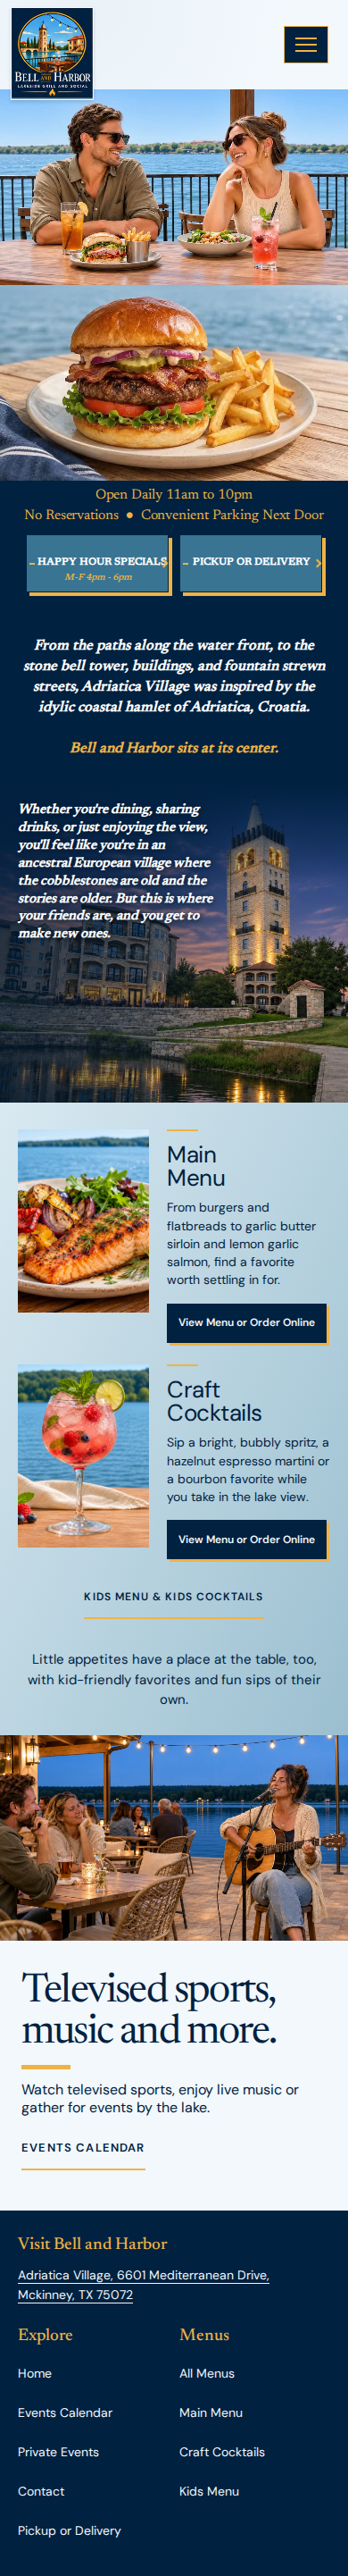 BELL AND HARBOR
LAKESIDE GRILL AND SOCIAL
Open Daily 11am to 10pm
No Reservations ● Convenient Parking Next Door
HAPPY HOUR SPECIALS
M-F 4pm - 6pm
PICKUP OR DELIVERY
From the paths along the water front, to the
stone bell tower, buildings, and fountain strewn
streets, Adriatica Village was inspired by the
idylic coastal hamlet of Adriatica, Croatia.
Bell and Harbor sits at its center.
Whether you're dining, sharing
drinks, or just enjoying the view,
you'll feel like you're in an
ancestral European village where
the cobblestones are old and the
stories are older. But this is where
your friends are, and you get to
make new ones.
Main
Menu
From burgers and
flatbreads to garlic butter
sirloin and lemon garlic
salmon, find a favorite
worth settling in for.
View Menu or Order Online
Craft
Cocktails
Sip a bright, bubbly spritz, a
hazelnut espresso martini or
a bourbon favorite while
you take in the lake view.
View Menu or Order Online
KIDS MENU & KIDS COCKTAILS
Little appetites have a place at the table, too,
with kid-friendly favorites and fun sips of their
own.
Televised sports,
music and more.
Watch televised sports, enjoy live music or
gather for events by the lake.
EVENTS CALENDAR
Visit Bell and Harbor
Adriatica Village, 6601 Mediterranean Drive,
Mckinney, TX 75072
Explore
Home
Events Calendar
Private Events
Contact
Pickup or Delivery
Menus
All Menus
Main Menu
Craft Cocktails
Kids Menu